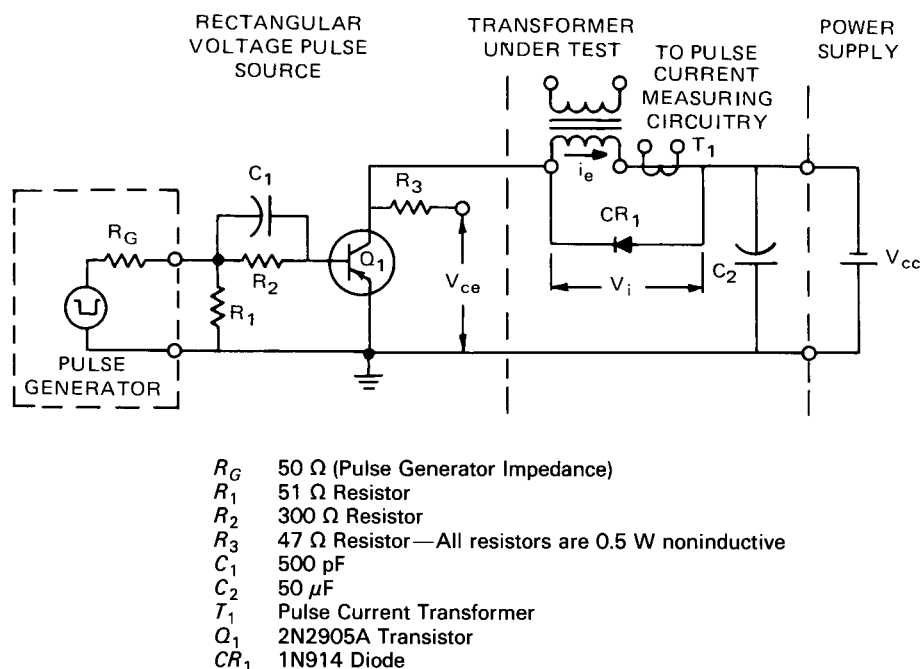 RECTANGULAR
VOLTAGE PULSE
SOURCE
TRANSFORMER
UNDER TEST
TO PULSE
CURRENT
MEASURING
CIRCUITRY
POWER
SUPPLY
T1
ie
C1
R3
RG
R2
Q1
CR1
R1
Vce
Vi
C2
Vcc
PULSE
GENERATOR
RG 50 Ω (Pulse Generator Impedance)
R1 51 Ω Resistor
R2 300 Ω Resistor
R3 47 Ω Resistor—All resistors are 0.5 W noninductive
C1 500 pF
C2 50 μF
T1 Pulse Current Transformer
Q1 2N2905A Transistor
CR1 1N914 Diode